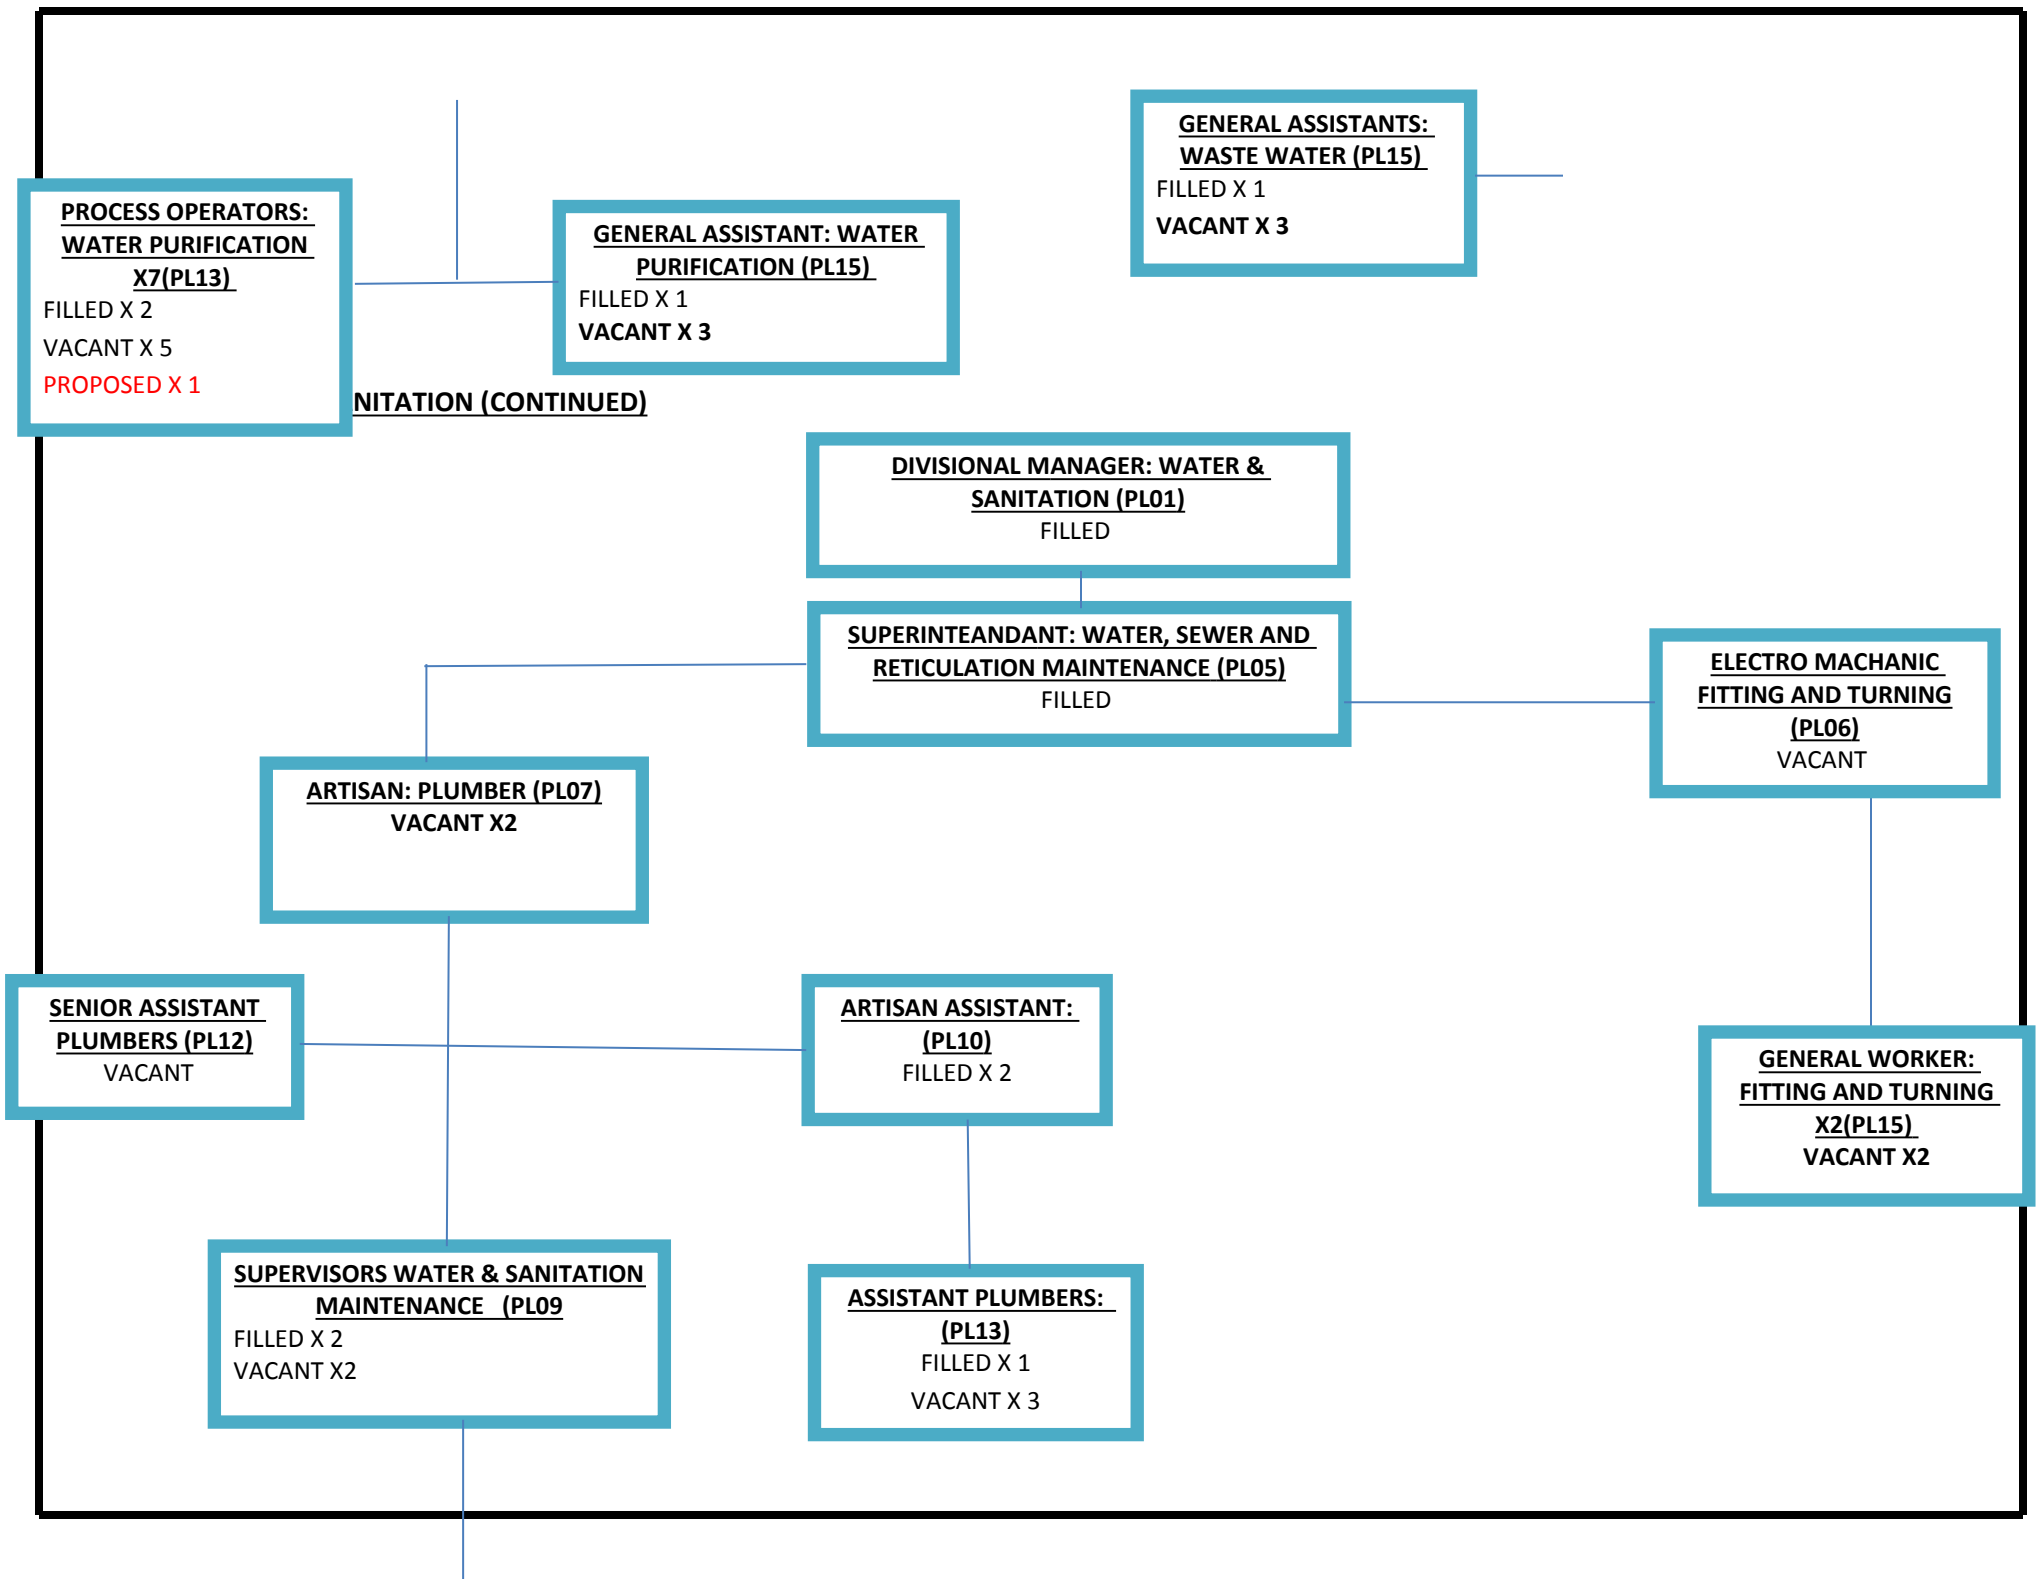 GENERAL ASSISTANTS:
WASTE WATER (PL15)
FILLED X 1
VACANT X 3
PROCESS OPERATORS:
WATER PURIFICATION
X7(PL13)
FILLED X 2
VACANT X 5
PROPOSED X 1
GENERAL ASSISTANT: WATER
PURIFICATION (PL15)
FILLED X 1
VACANT X 3
NITATION (CONTINUED)
DIVISIONAL MANAGER: WATER &
SANITATION (PL01)
FILLED
SUPERINTEANDANT: WATER, SEWER AND
RETICULATION MAINTENANCE (PL05)
FILLED
ELECTRO MACHANIC
FITTING AND TURNING
(PL06)
VACANT
ARTISAN: PLUMBER (PL07)
VACANT X2
SENIOR ASSISTANT
PLUMBERS (PL12)
VACANT
ARTISAN ASSISTANT:
(PL10)
FILLED X 2
GENERAL WORKER:
FITTING AND TURNING
X2(PL15)
VACANT X2
SUPERVISORS WATER & SANITATION
MAINTENANCE (PL09
FILLED X 2
VACANT X2
ASSISTANT PLUMBERS:
(PL13)
FILLED X 1
VACANT X 3